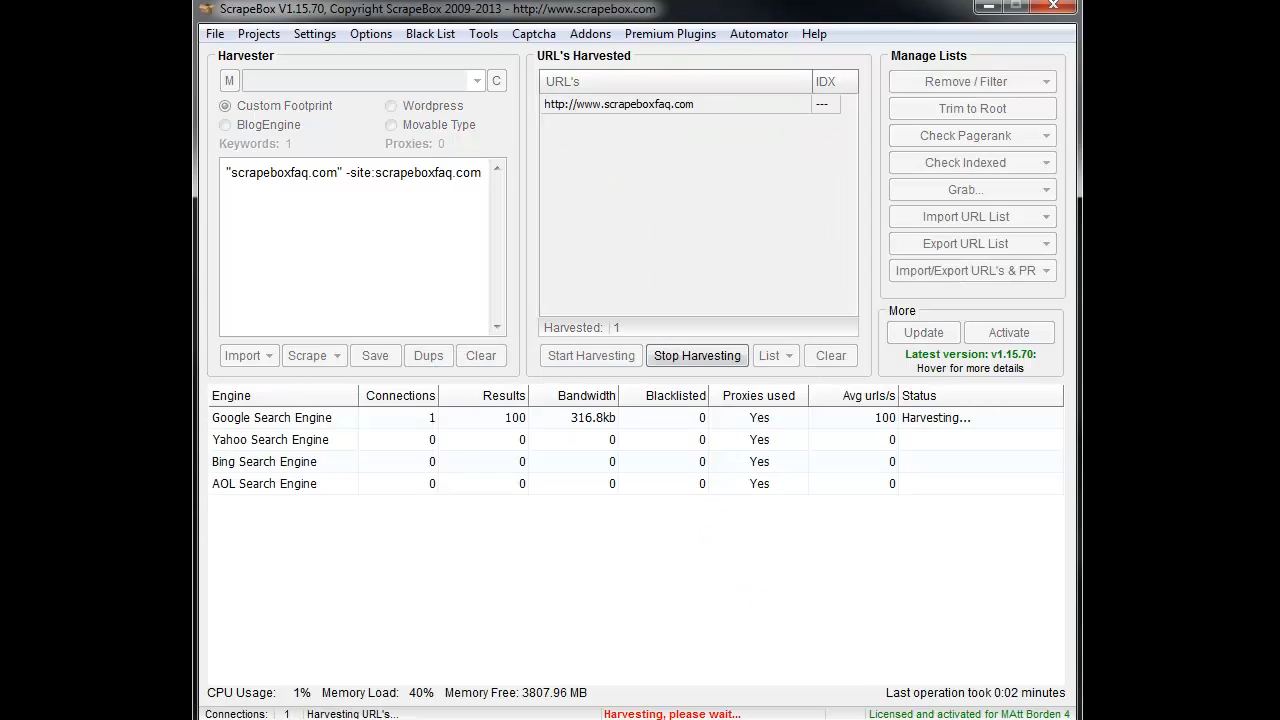 ScrapeBox V1.15.70, Copyright ScrapeBox 2009-2013 - http://www.scrapebox.com
File Projects Settings Options Black List Tools Captcha Addons Premium Plugins Automator Help
Harvester
M
C
Custom Footprint
Wordpress
BlogEngine
Movable Type
Keywords: 1
Proxies: 0
"scrapeboxfaq.com" -site:scrapeboxfaq.com
Import Scrape Save Dups Clear
URL's Harvested
URL's IDX
http://www.scrapeboxfaq.com ---
Harvested: 1
Start Harvesting Stop Harvesting List Clear
Manage Lists
Remove / Filter
Trim to Root
Check Pagerank
Check Indexed
Grab...
Import URL List
Export URL List
Import/Export URL's & PR
More
Update Activate
Latest version: v1.15.70:
Hover for more details
Engine Connections Results Bandwidth Blacklisted Proxies used Avg urls/s Status
Google Search Engine 1 100 316.8kb 0 Yes 100 Harvesting...
Yahoo Search Engine 0 0 0 0 Yes 0
Bing Search Engine 0 0 0 0 Yes 0
AOL Search Engine 0 0 0 0 Yes 0
CPU Usage: 1% Memory Load: 40% Memory Free: 3807.96 MB Last operation took 0:02 minutes
Connections: 1 Harvesting URL's... Harvesting, please wait... Licensed and activated for MAtt Borden 4